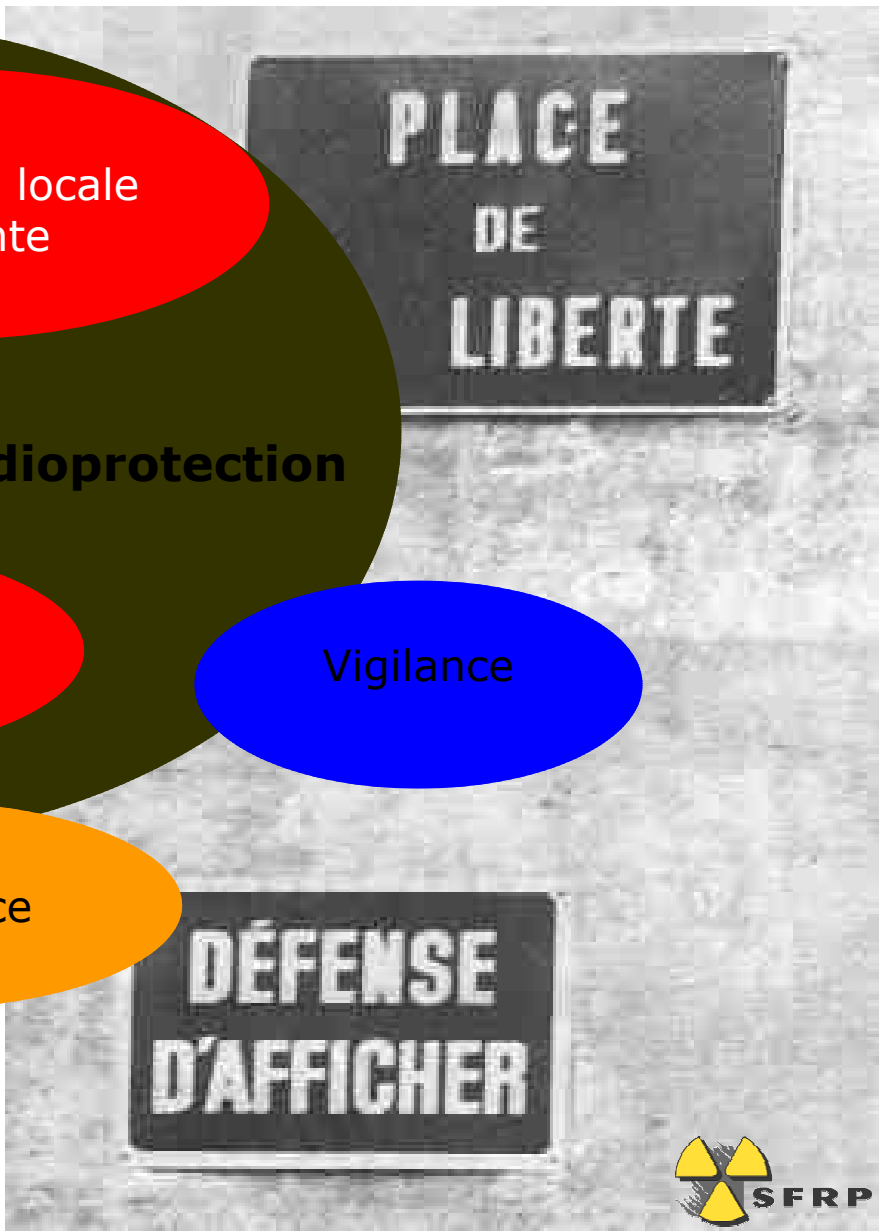 PLACE
DE
LIBERTE
locale
nte
dioprotection
Vigilance
ce
DÉFENSE
D'AFFICHER
SFRP